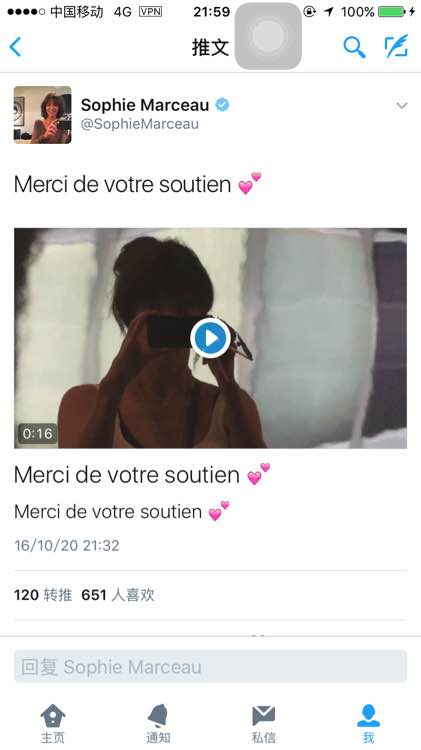 中国移动 4G VPN 21:59 100%
推文
Sophie Marceau
@SophieMarceau
Merci de votre soutien 💕
0:16
Merci de votre soutien 💕
Merci de votre soutien 💕
16/10/20 21:32
120 转推 651 人喜欢
回复 Sophie Marceau
主页 通知 私信 我